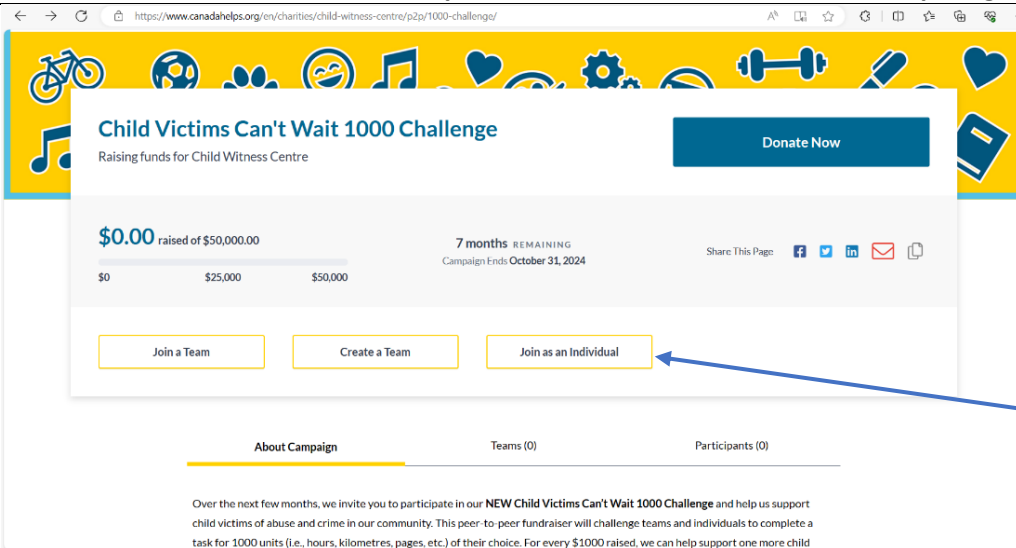 https://www.canadahelps.org/en/charities/child-witness-centre/p2p/1000-challenge/
Child Victims Can't Wait 1000 Challenge
Raising funds for Child Witness Centre
Donate Now
$0.00 raised of $50,000.00
$0 $25,000 $50,000
7 months REMAINING
Campaign Ends October 31, 2024
Share This Page
Join a Team
Create a Team
Join as an Individual
About Campaign
Teams (0)
Participants (0)
Over the next few months, we invite you to participate in our NEW Child Victims Can't Wait 1000 Challenge and help us support
child victims of abuse and crime in our community. This peer-to-peer fundraiser will challenge teams and individuals to complete a
task for 1000 units (i.e., hours, kilometres, pages, etc.) of their choice. For every $1000 raised, we can help support one more child